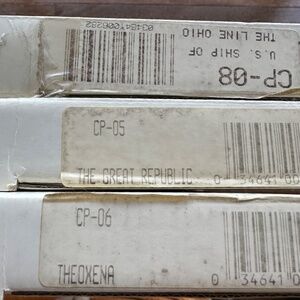 CP-08
U.S. SHIP OF
THE LINE OHIO
CP-05
THE GREAT REPUBLIC
0 34641 00
CP-06
THEOXENA
0 34641 0